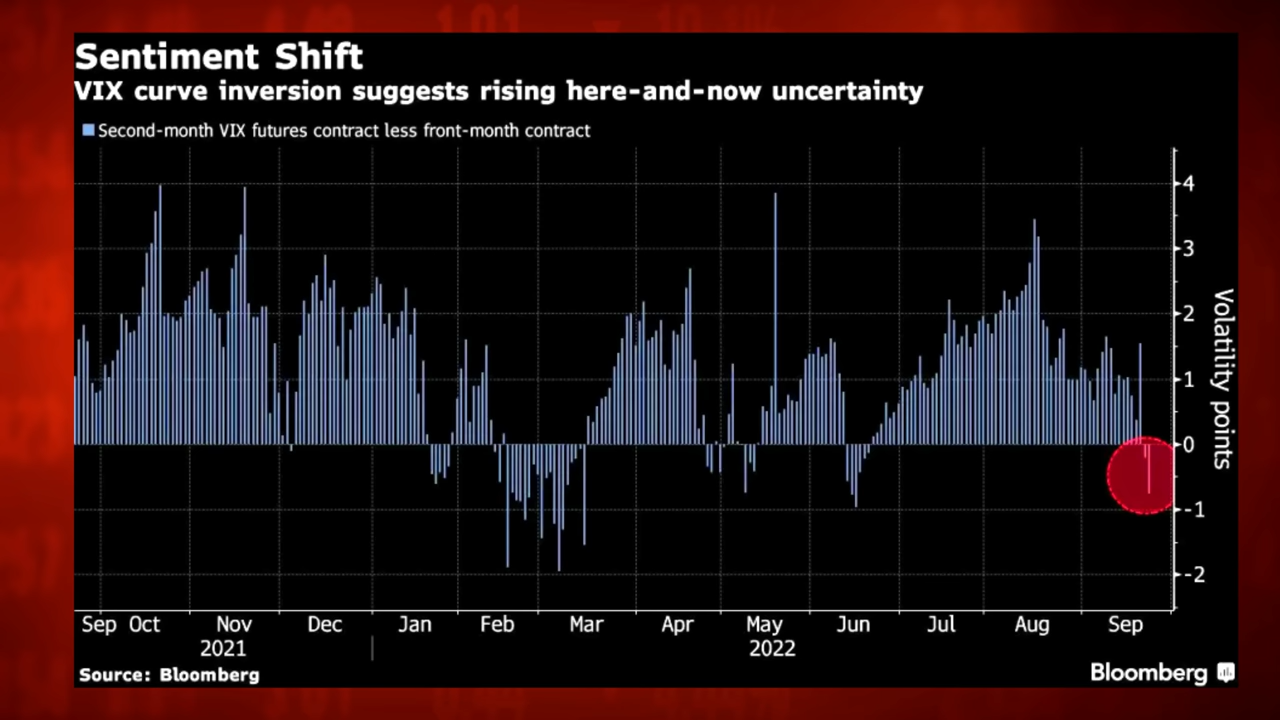 Sentiment Shift
VIX curve inversion suggests rising here-and-now uncertainty
Second-month VIX futures contract less front-month contract
4
3
2
1
0
-1
-2
Volatility points
Sep Oct Nov Dec Jan Feb Mar Apr May Jun Jul Aug Sep
2021 2022
Source: Bloomberg
Bloomberg